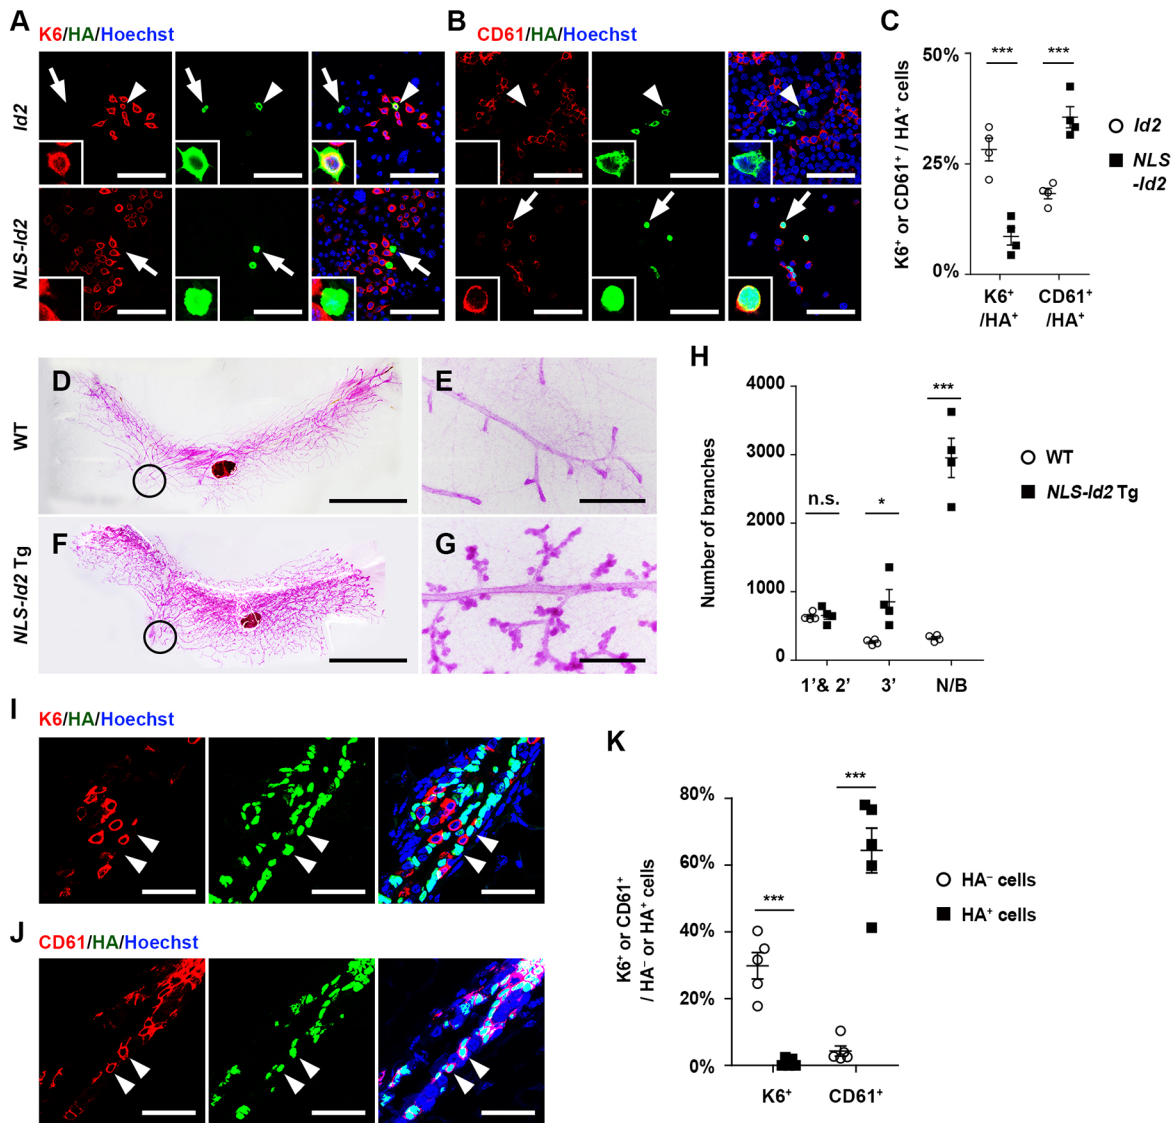 A
K6/HA/Hoechst
Id2
NLS-Id2
B
CD61/HA/Hoechst
C
K6⁺ or CD61⁺ / HA⁺ cells
50%
25%
0%
***
***
K6⁺
/HA⁺
CD61⁺
/HA⁺
Id2
NLS
-Id2
WT
NLS-Id2 Tg
D
E
F
G
H
Number of branches
4000
3000
2000
1000
0
n.s.
*
***
1'& 2'
3'
N/B
WT
NLS-Id2 Tg
I
K6/HA/Hoechst
J
CD61/HA/Hoechst
K
K6⁺ or CD61⁺
/ HA⁻ or HA⁺ cells
80%
60%
40%
20%
0%
***
***
K6⁺
CD61⁺
HA⁻ cells
HA⁺ cells